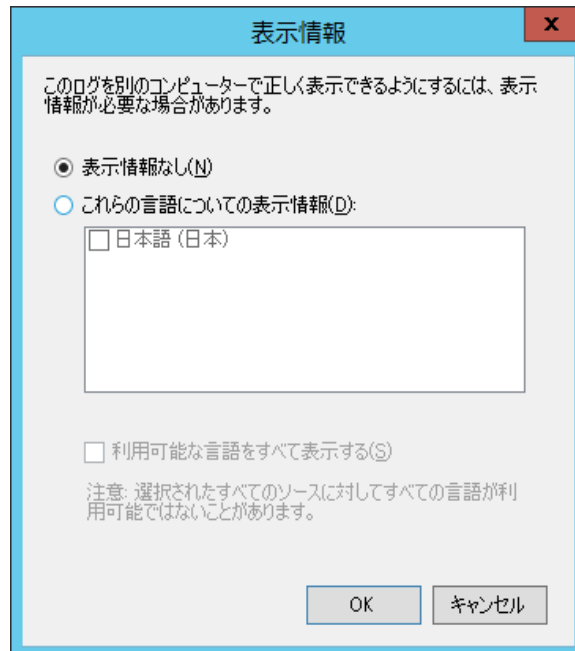 表示情報
x
このログを別のコンピューターで正しく表示できるようにするには、表示
情報が必要な場合があります。
表示情報なし(N)
これらの言語についての表示情報(D):
日本語 (日本)
利用可能な言語をすべて表示する(S)
注意: 選択されたすべてのソースに対してすべての言語が利
用可能ではないことがあります。
OK キャンセル